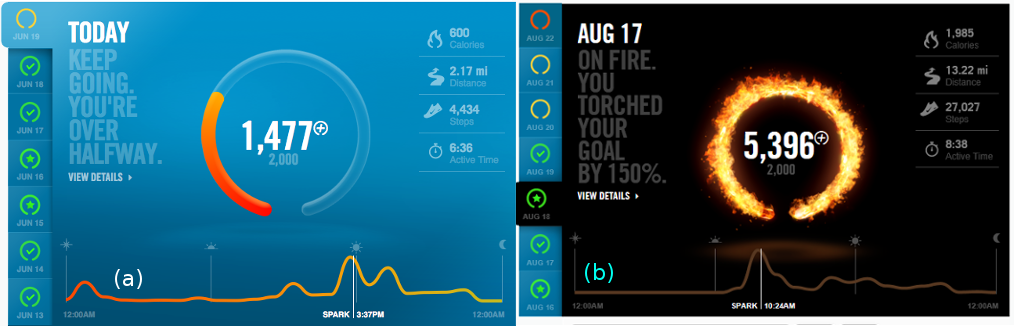 JUN 19
JUN 18
JUN 17
JUN 16
JUN 15
JUN 14
JUN 13
TODAY
KEEP
GOING.
YOU'RE
OVER
HALFWAY.
VIEW DETAILS
1,477
2,000
600
Calories
2.17 mi
Distance
4,434
Steps
6:36
Active Time
(a)
12:00AM
SPARK 3:37PM
12:00AM
AUG 22
AUG 21
AUG 20
AUG 19
AUG 18
AUG 17
AUG 16
AUG 17
ON FIRE.
YOU
TORCHED
YOUR
GOAL
BY 150%.
VIEW DETAILS
5,396
2,000
1,985
Calories
13.22 mi
Distance
27,027
Steps
8:38
Active Time
(b)
12:00AM
SPARK 10:24AM
12:00AM